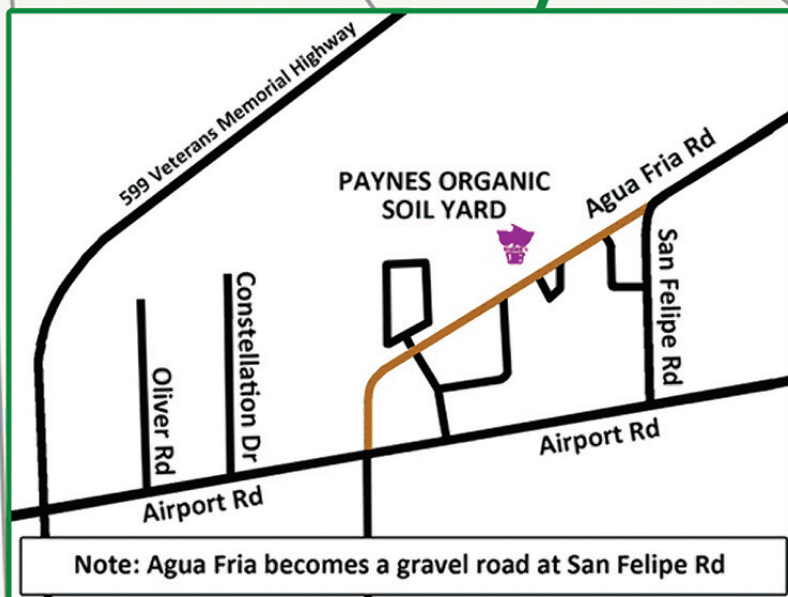 599 Veterans Memorial Highway
PAYNES ORGANIC
SOIL YARD
Agua Fria Rd
San Felipe Rd
Constellation Dr
Oliver Rd
Airport Rd
Airport Rd
Note: Agua Fria becomes a gravel road at San Felipe Rd